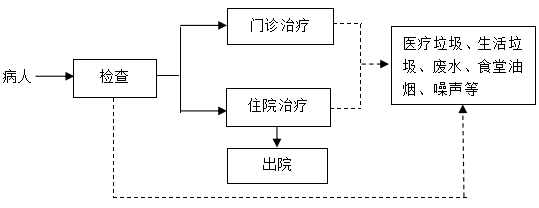 病人
检查
门诊治疗
住院治疗
出院
医疗垃圾、生活垃
圾、废水、食堂油
烟、噪声等